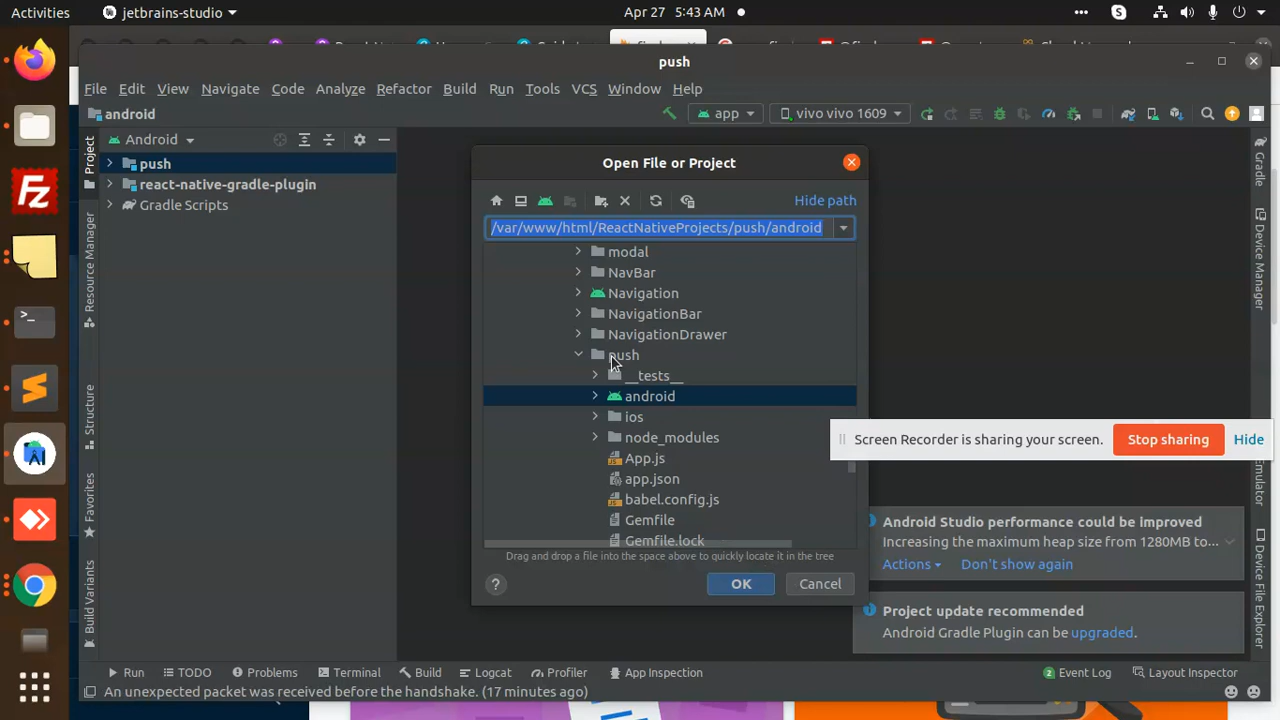 Activities
jetbrains-studio
Apr 27 5:43 AM
push
File Edit View Navigate Code Analyze Refactor Build Run Tools VCS Window Help
android
app
vivo vivo 1609
Project
Android
push
react-native-gradle-plugin
Gradle Scripts
Resource Manager
Structure
Favorites
Build Variants
Open File or Project
Hide path
/var/www/html/ReactNativeProjects/push/android
modal
NavBar
Navigation
NavigationBar
NavigationDrawer
push
__tests__
android
ios
node_modules
App.js
app.json
babel.config.js
Gemfile
Gemfile.lock
Drag and drop a file into the space above to quickly locate it in the tree
?
OK
Cancel
Gradle
Device Manager
Emulator
Device File Explorer
Screen Recorder is sharing your screen.
Stop sharing
Hide
Android Studio performance could be improved
Increasing the maximum heap size from 1280MB to...
Actions
Don't show again
Project update recommended
Android Gradle Plugin can be upgraded.
Run TODO Problems Terminal Build Logcat Profiler App Inspection
2 Event Log Layout Inspector
An unexpected packet was received before the handshake. (17 minutes ago)